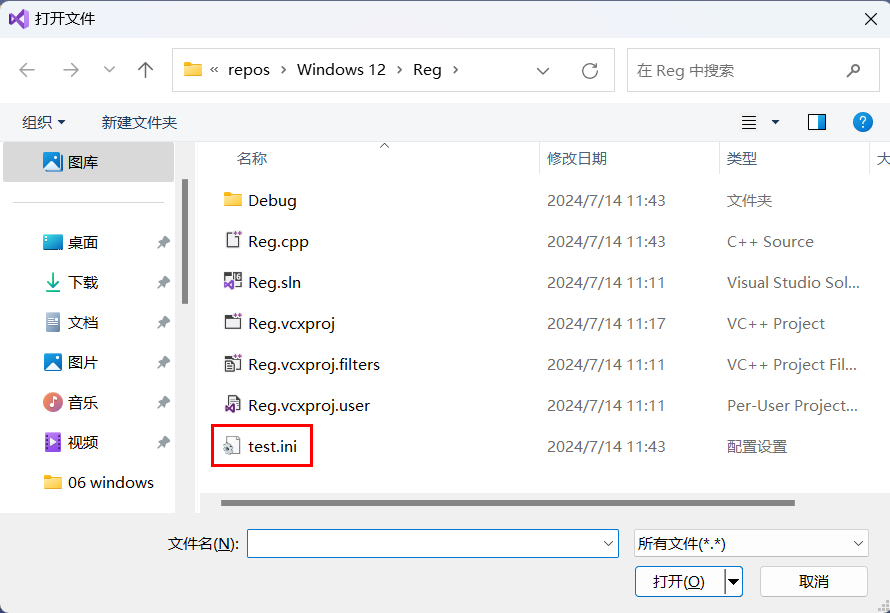 打开文件
« repos › Windows 12 › Reg ›
在 Reg 中搜索
组织 新建文件夹
?
图库
桌面
下载
文档
图片
音乐
视频
06 windows
名称 修改日期 类型 大
Debug 2024/7/14 11:43 文件夹
Reg.cpp 2024/7/14 11:43 C++ Source
Reg.sln 2024/7/14 11:11 Visual Studio Sol...
Reg.vcxproj 2024/7/14 11:17 VC++ Project
Reg.vcxproj.filters 2024/7/14 11:11 VC++ Project Fil...
Reg.vcxproj.user 2024/7/14 11:11 Per-User Project...
test.ini 2024/7/14 11:43 配置设置
文件名(N): 所有文件(*.*)
打开(O) 取消